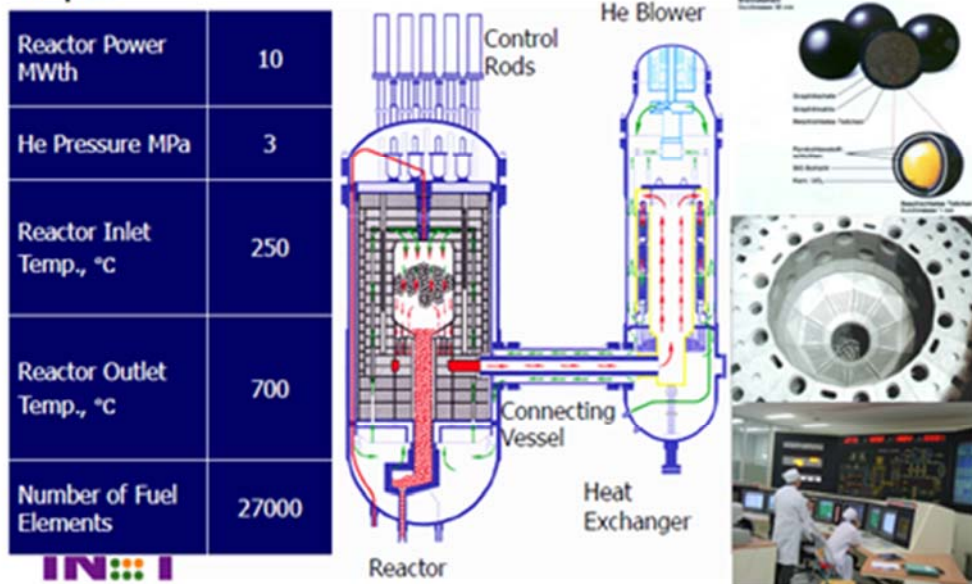 Reactor Power
MWth
10
He Pressure MPa
3
Reactor Inlet
Temp., °C
250
Reactor Outlet
Temp., °C
700
Number of Fuel
Elements
27000
Control
Rods
He Blower
Connecting
Vessel
Heat
Exchanger
Reactor